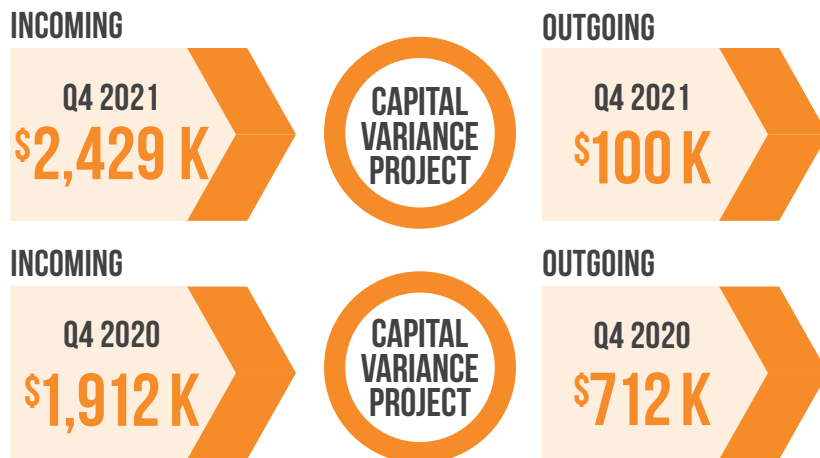 INCOMING
Q4 2021
$2,429 K
CAPITAL
VARIANCE
PROJECT
OUTGOING
Q4 2021
$100 K
INCOMING
Q4 2020
$1,912 K
CAPITAL
VARIANCE
PROJECT
OUTGOING
Q4 2020
$712 K